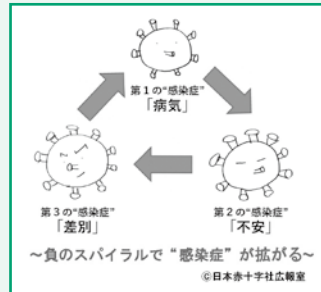 第1の“感染症”
「病気」
第3の“感染症”
「差別」
第2の“感染症”
「不安」
～負のスパイラルで“感染症”が拡がる～
©日本赤十字社広報室